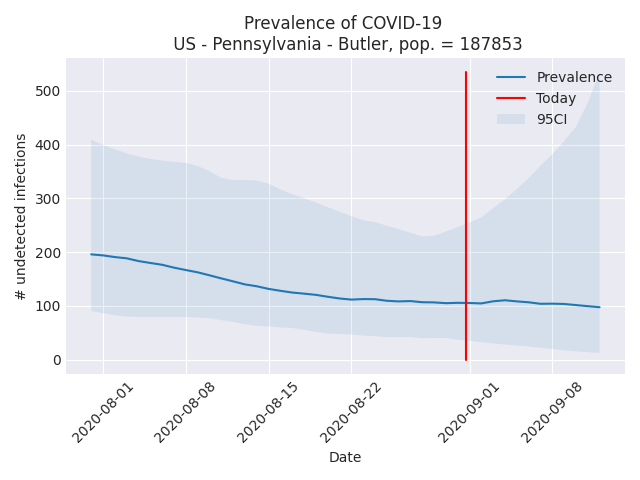 Prevalence of COVID-19
US - Pennsylvania - Butler, pop. = 187853
# undetected infections
500
400
300
200
100
0
Prevalence
Today
95CI
2020-08-01
2020-08-08
2020-08-15
2020-08-22
2020-09-01
2020-09-08
Date